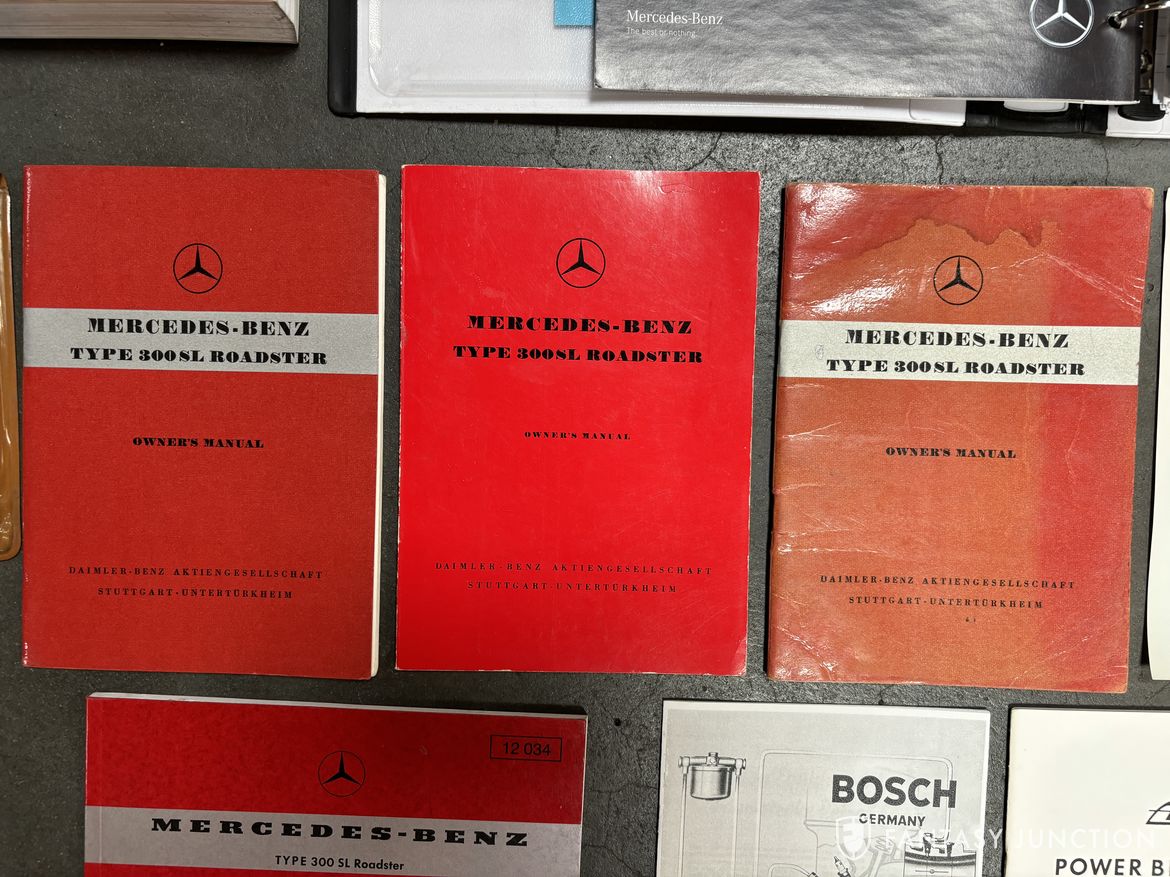 Mercedes-Benz
The best or nothing.
MERCEDES-BENZ
TYPE 300SL ROADSTER
OWNER'S MANUAL
DAIMLER-BENZ AKTIENGESELLSCHAFT
STUTTGART-UNTERTÜRKHEIM
MERCEDES-BENZ
TYPE 300SL ROADSTER
OWNER'S MANUAL
DAIMLER-BENZ AKTIENGESELLSCHAFT
STUTTGART-UNTERTÜRKHEIM
MERCEDES-BENZ
TYPE 300SL ROADSTER
OWNER'S MANUAL
DAIMLER-BENZ AKTIENGESELLSCHAFT
STUTTGART-UNTERTÜRKHEIM
12 034
MERCEDES-BENZ
TYPE 300 SL Roadster
BOSCH
GERMANY
POWER B
FANTASY JUNCTION